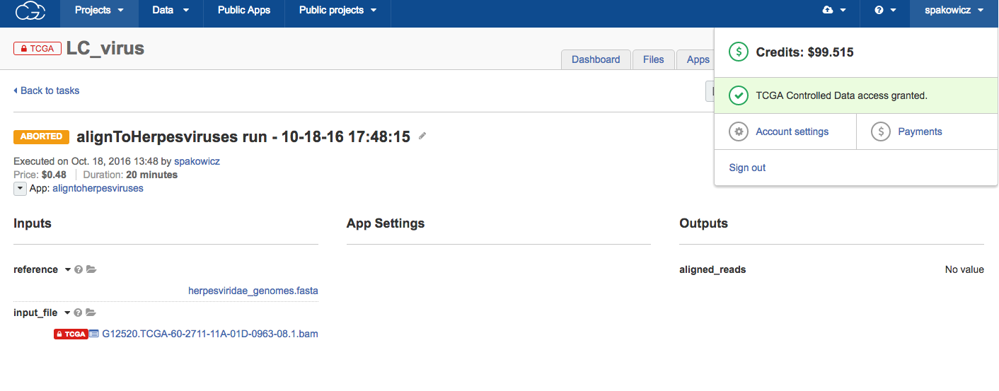 Projects Data Public Apps Public projects spakowicz
TCGA LC_virus
Dashboard Files Apps
Credits: $99.515
TCGA Controlled Data access granted.
Account settings Payments
Sign out
Back to tasks
ABORTED alignToHerpesviruses run - 10-18-16 17:48:15
Executed on Oct. 18, 2016 13:48 by spakowicz
Price: $0.48 Duration: 20 minutes
App: aligntoherpesviruses
Inputs App Settings Outputs
reference aligned_reads No value
herpesviridae_genomes.fasta
input_file
TCGA G12520.TCGA-60-2711-11A-01D-0963-08.1.bam